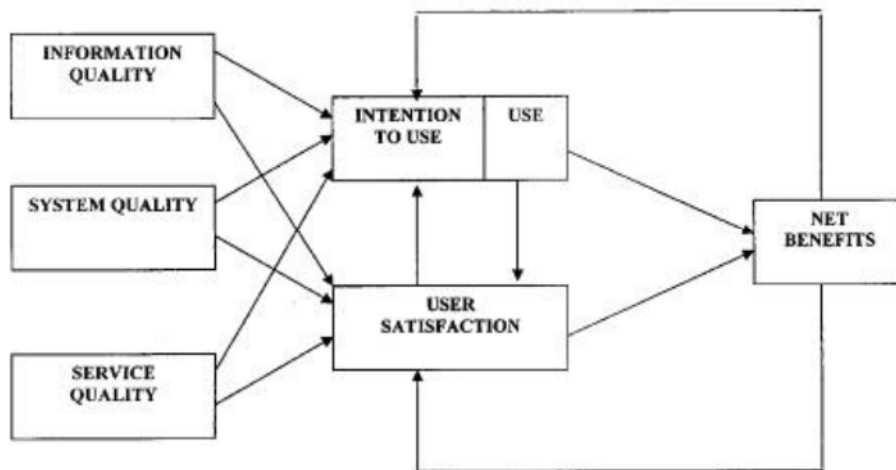 INFORMATION
QUALITY
INTENTION
TO USE
USE
SYSTEM QUALITY
NET
BENEFITS
USER
SATISFACTION
SERVICE
QUALITY